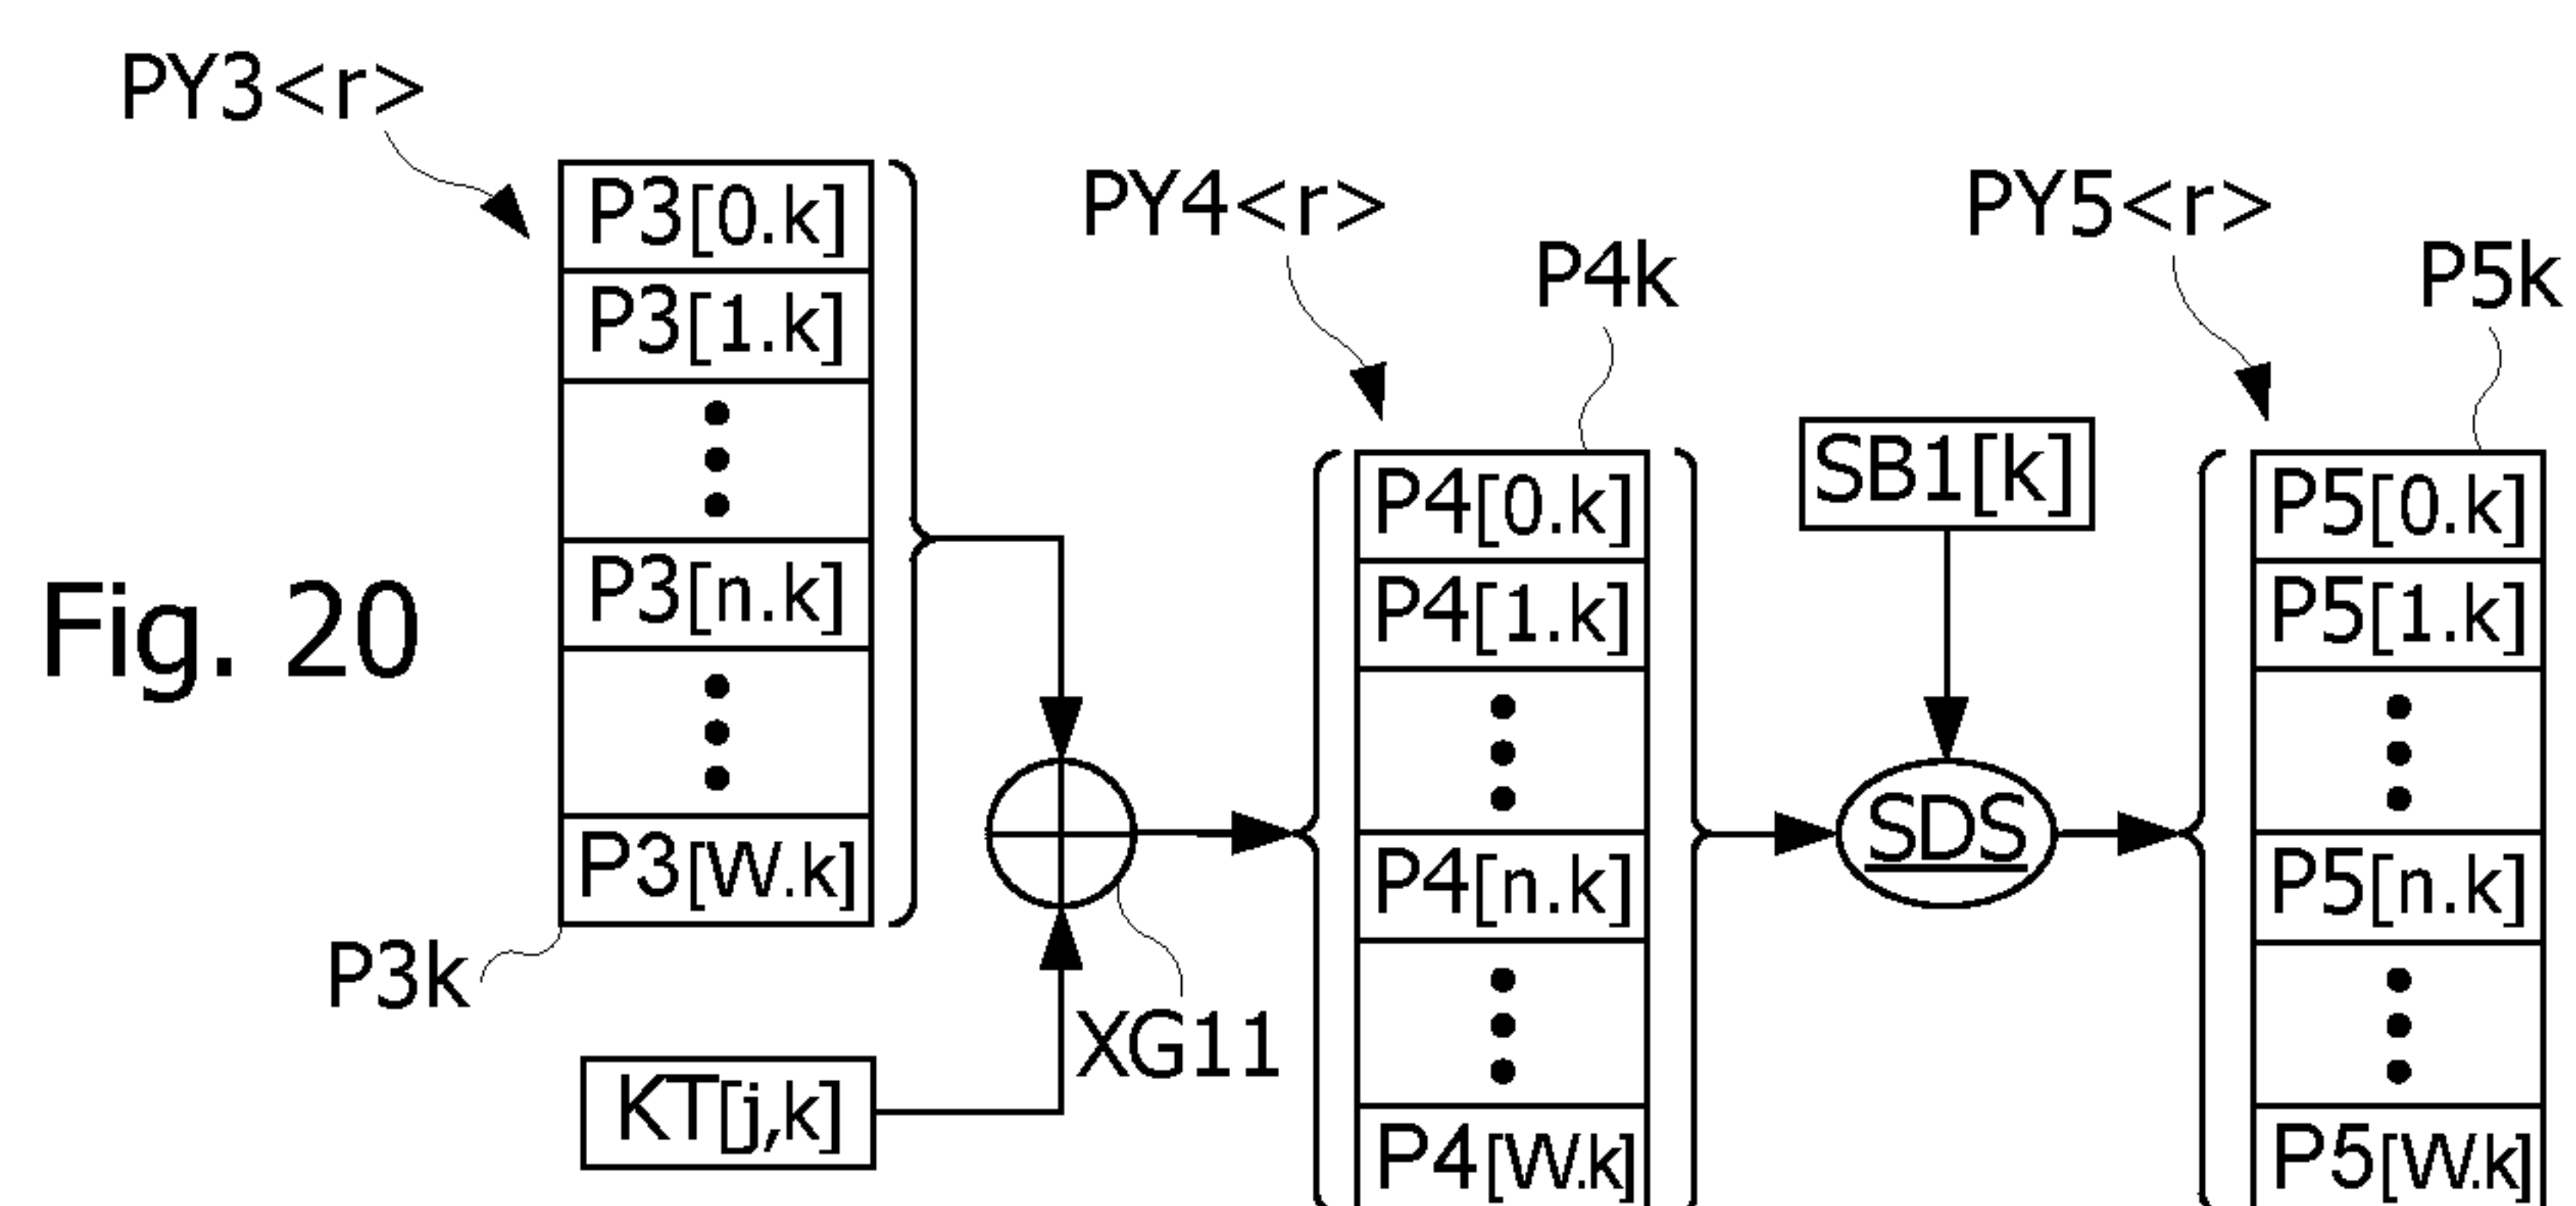 PY3<r>
P3[0.k]
P3[1.k]
P3[n.k]
P3[W.k]
P3k
Fig. 20
KT[j,k]
XG11
PY4<r>
P4k
P4[0.k]
P4[1.k]
P4[n.k]
P4[W.k]
SB1[k]
SDS
PY5<r>
P5k
P5[0.k]
P5[1.k]
P5[n.k]
P5[W.k]